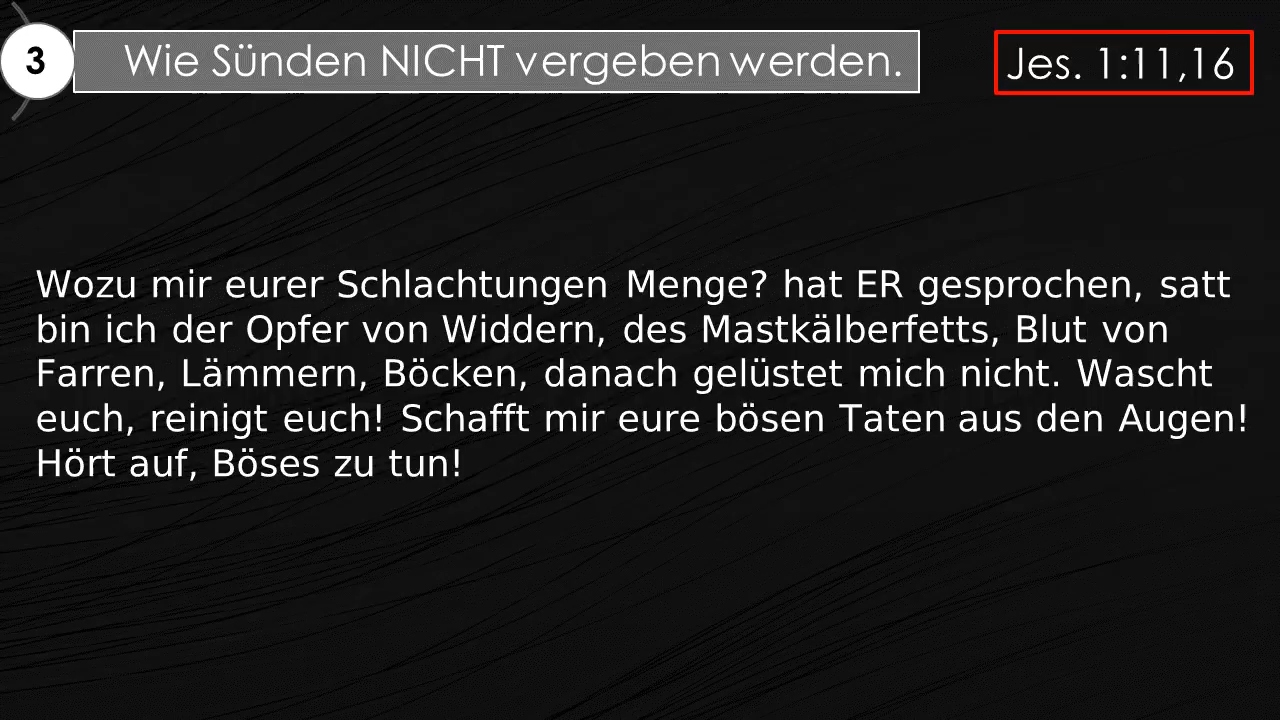 3
Wie Sünden NICHT vergeben werden.
Jes. 1:11,16
Wozu mir eurer Schlachtungen Menge? hat ER gesprochen, satt
bin ich der Opfer von Widdern, des Mastkälberfetts, Blut von
Farren, Lämmern, Böcken, danach gelüstet mich nicht. Wascht
euch, reinigt euch! Schafft mir eure bösen Taten aus den Augen!
Hört auf, Böses zu tun!